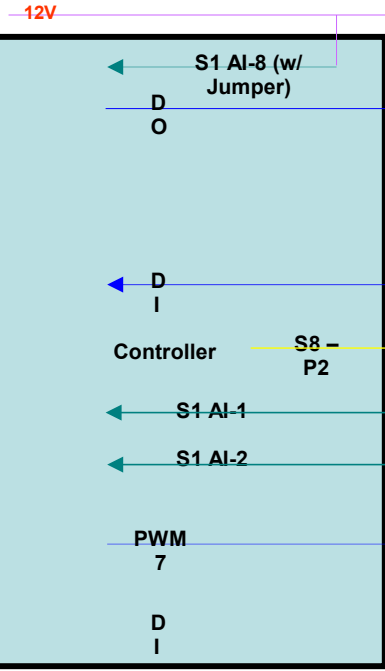 12V
S1 AI-8 (w/
Jumper)
D
O
D
I
Controller
S8 –
P2
S1 AI-1
S1 AI-2
PWM
7
D
I